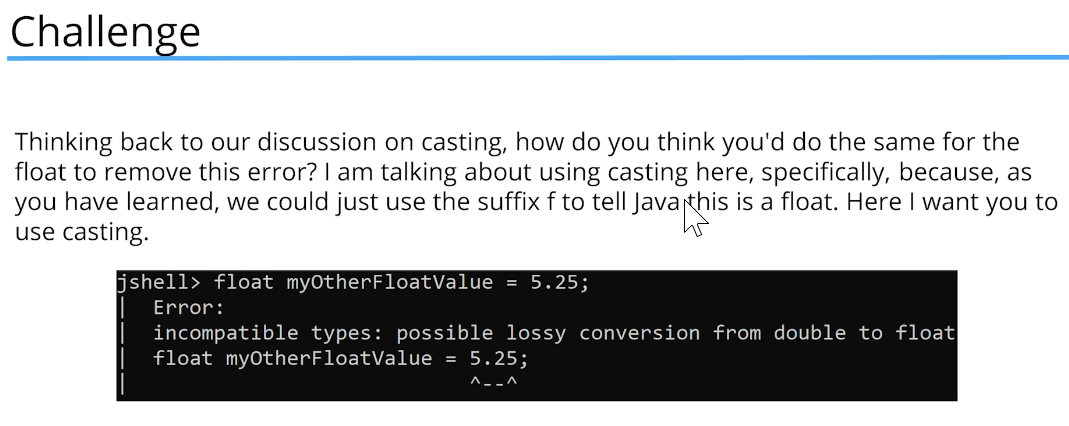 Challenge
Thinking back to our discussion on casting, how do you think you'd do the same for the
float to remove this error? I am talking about using casting here, specifically, because, as
you have learned, we could just use the suffix f to tell Java this is a float. Here I want you to
use casting.
jshell> float myOtherFloatValue = 5.25;
|  Error:
|  incompatible types: possible lossy conversion from double to float
|  float myOtherFloatValue = 5.25;
|                            ^--^